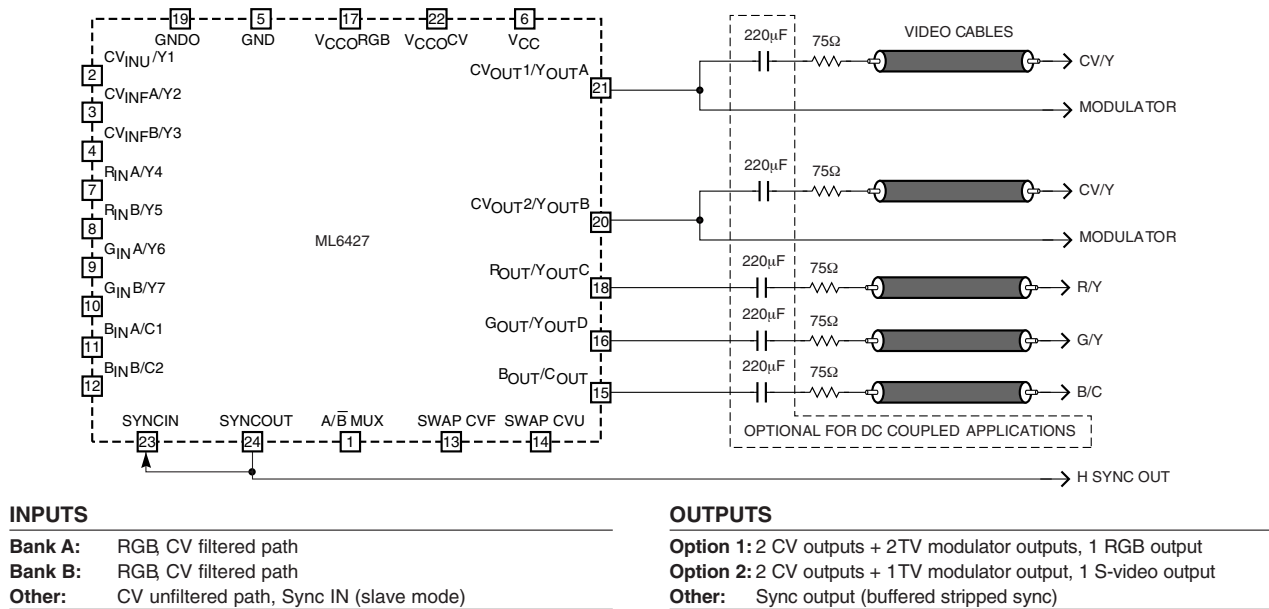 19 5 17 22 6
GNDO GND VCCORGB VCCOCV VCC
CVINU/Y1
2
CVINFA/Y2
3
CVINFB/Y3
4
RINA/Y4
7
RINB/Y5
8
GINA/Y6
9
GINB/Y7
10
BINA/C1
11
BINB/C2
12
ML6427
CVOUT1/YOUTA
21
CVOUT2/YOUTB
20
ROUT/YOUTC
18
GOUT/YOUTD
16
BOUT/COUT
15
SYNCIN SYNCOUT A/B̅ MUX SWAP CVF SWAP CVU
23 24 1 13 14
220µF 75Ω VIDEO CABLES
CV/Y
MODULATOR
220µF 75Ω
CV/Y
MODULATOR
220µF 75Ω
R/Y
220µF 75Ω
G/Y
220µF 75Ω
B/C
OPTIONAL FOR DC COUPLED APPLICATIONS
H SYNC OUT
INPUTS
Bank A: RGB, CV filtered path
Bank B: RGB, CV filtered path
Other: CV unfiltered path, Sync IN (slave mode)
OUTPUTS
Option 1: 2 CV outputs + 2TV modulator outputs, 1 RGB output
Option 2: 2 CV outputs + 1TV modulator output, 1 S-video output
Other: Sync output (buffered stripped sync)